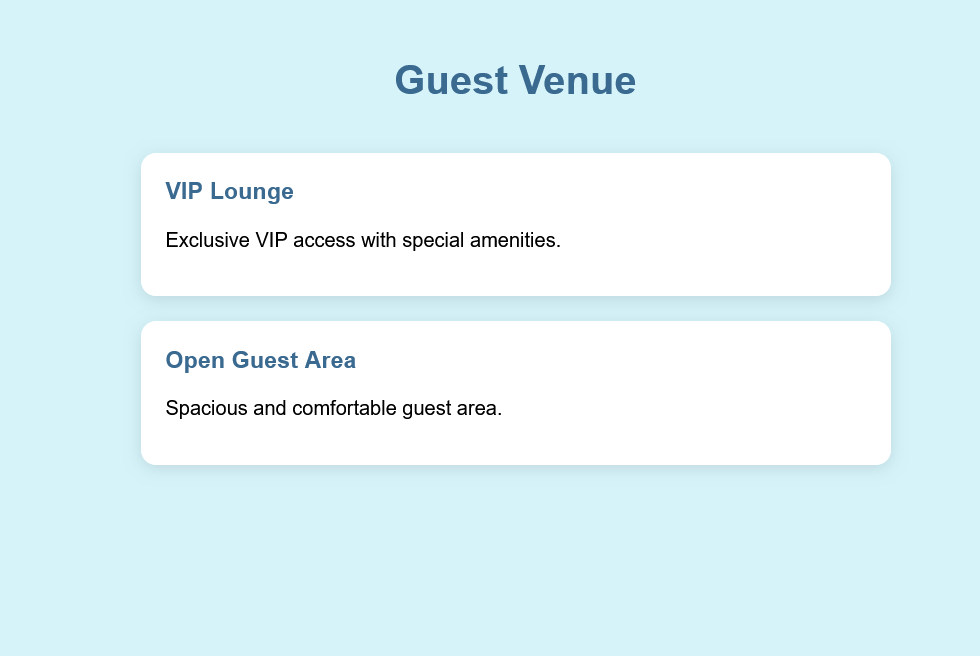 Guest Venue
VIP Lounge
Exclusive VIP access with special amenities.
Open Guest Area
Spacious and comfortable guest area.